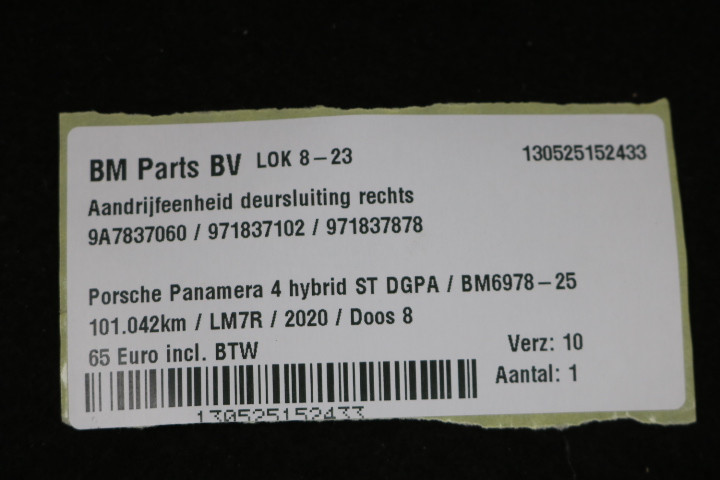 BM Parts BV LOK 8-23 130525152433
Aandrijfeenheid deursluiting rechts
9A7837060 / 971837102 / 971837878
Porsche Panamera 4 hybrid ST DGPA / BM6978-25
101.042km / LM7R / 2020 / Doos 8
65 Euro incl. BTW Verz: 10
Aantal: 1
130525152433